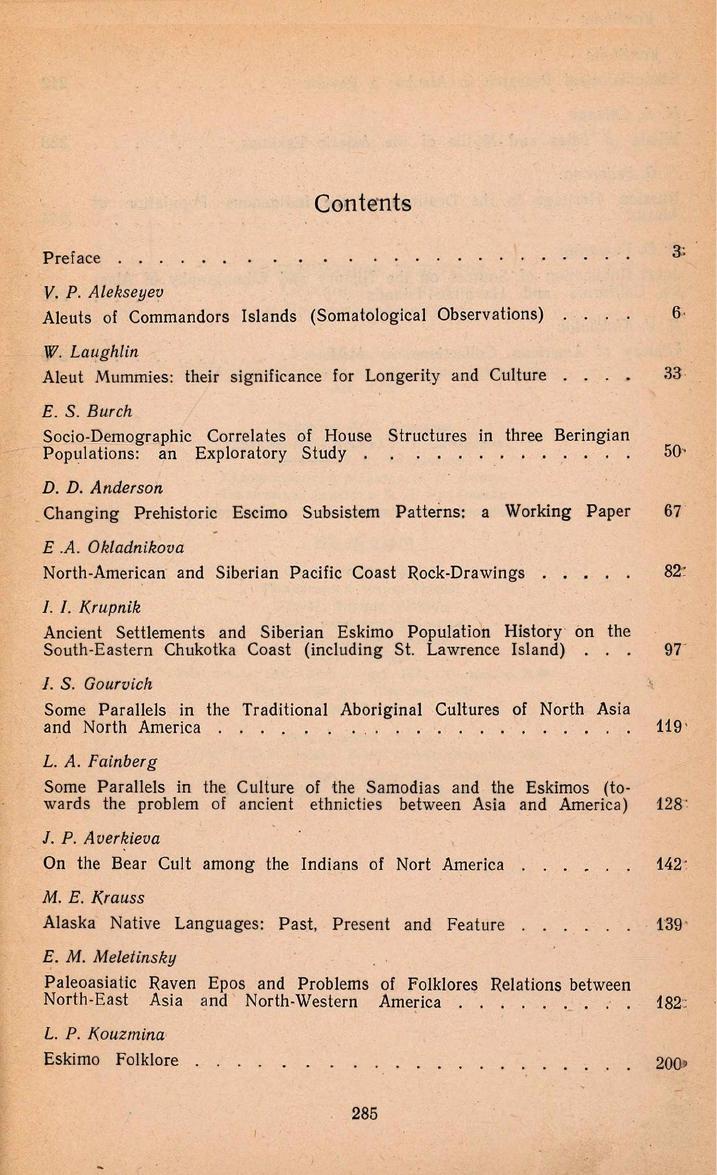 Contents
Preface . . . . . . . . . . . . . . . . . . . . . . . . . 3
V. P. Alekseyev
Aleuts of Commandors Islands (Somatological Observations) . . . . 6
W. Laughlin
Aleut Mummies: their significance for Longerity and Culture . . . . 33
E. S. Burch
Socio-Demographic Correlates of House Structures in three Beringian
Populations: an Exploratory Study . . . . . . . . . . . . . 50
D. D. Anderson
Changing Prehistoric Escimo Subsistem Patterns: a Working Paper 67
E .A. Okladnikova
North-American and Siberian Pacific Coast Rock-Drawings . . . . . 82
I. I. Krupnik
Ancient Settlements and Siberian Eskimo Population History on the
South-Eastern Chukotka Coast (including St. Lawrence Island) . . . 97
I. S. Gourvich
Some Parallels in the Traditional Aboriginal Cultures of North Asia
and North America . . . . . . . . . . . . . . . . . . . . 119
L. A. Fainberg
Some Parallels in the Culture of the Samodias and the Eskimos (to-
wards the problem of ancient ethnicties between Asia and America) 128
J. P. Averkieva
On the Bear Cult among the Indians of Nort America . . . . . . 142
M. E. Krauss
Alaska Native Languages: Past, Present and Feature . . . . . . 139
E. M. Meletinsky
Paleoasiatic Raven Epos and Problems of Folklores Relations between
North-East Asia and North-Western America . . . . . . . . . 182
L. P. Kouzmina
Eskimo Folklore . . . . . . . . . . . . . . . . . . . . . 200
285